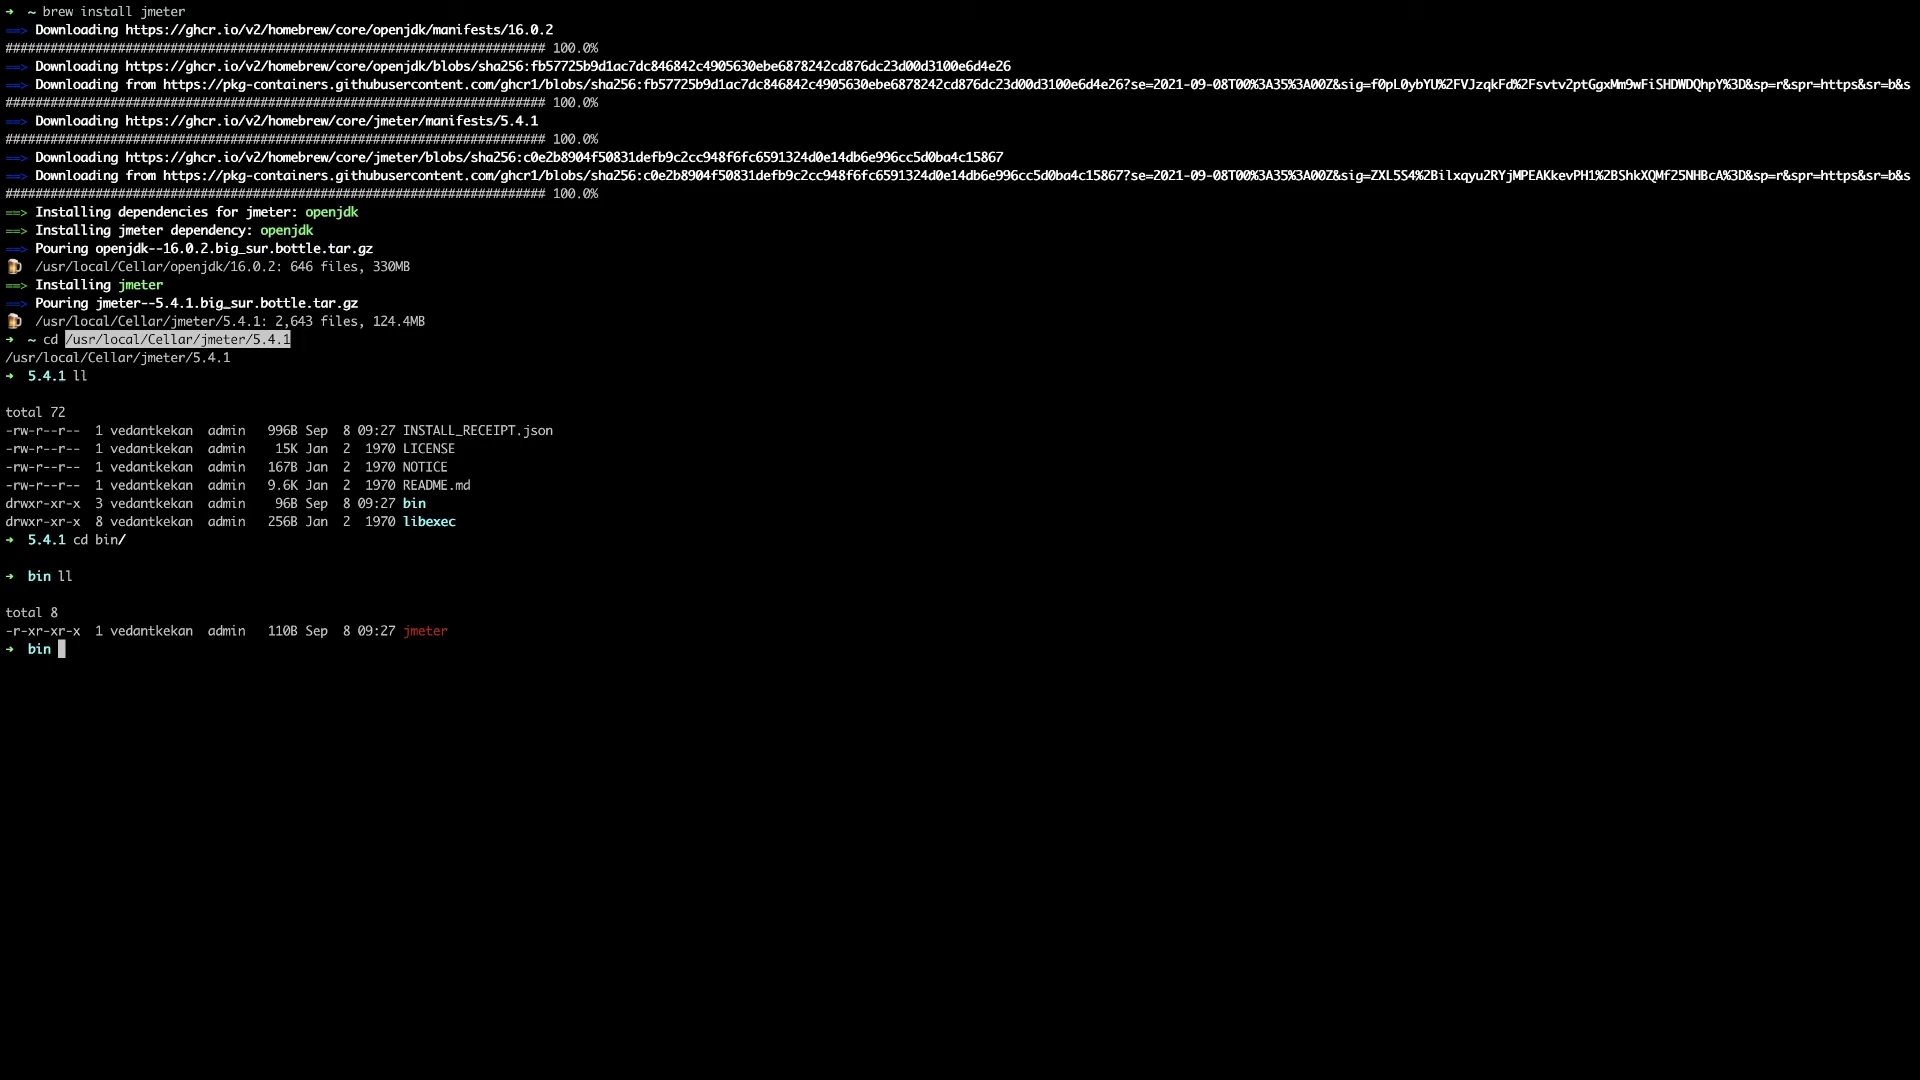 ➜  ~ brew install jmeter
==> Downloading https://ghcr.io/v2/homebrew/core/openjdk/manifests/16.0.2
######################################################################## 100.0%
==> Downloading https://ghcr.io/v2/homebrew/core/openjdk/blobs/sha256:fb57725b9d1ac7dc846842c4905630ebe6878242cd876dc23d00d3100e6d4e26
==> Downloading from https://pkg-containers.githubusercontent.com/ghcr1/blobs/sha256:fb57725b9d1ac7dc846842c4905630ebe6878242cd876dc23d00d3100e6d4e26?se=2021-09-08T00%3A35%3A00Z&sig=f0pL0ybYU%2FVJzqkFd%2Fsvtv2ptGgxMm9wFiSHDWDQhpY%3D&sp=r&spr=https&sr=b&s
######################################################################## 100.0%
==> Downloading https://ghcr.io/v2/homebrew/core/jmeter/manifests/5.4.1
######################################################################## 100.0%
==> Downloading https://ghcr.io/v2/homebrew/core/jmeter/blobs/sha256:c0e2b8904f50831defb9c2cc948f6fc6591324d0e14db6e996cc5d0ba4c15867
==> Downloading from https://pkg-containers.githubusercontent.com/ghcr1/blobs/sha256:c0e2b8904f50831defb9c2cc948f6fc6591324d0e14db6e996cc5d0ba4c15867?se=2021-09-08T00%3A35%3A00Z&sig=ZXL5S4%2Bilxqyu2RYjMPEAKkevPH1%2BShkXQMf25NHBcA%3D&sp=r&spr=https&sr=b&s
######################################################################## 100.0%
==> Installing dependencies for jmeter: openjdk
==> Installing jmeter dependency: openjdk
==> Pouring openjdk--16.0.2.big_sur.bottle.tar.gz
🍺  /usr/local/Cellar/openjdk/16.0.2: 646 files, 330MB
==> Installing jmeter
==> Pouring jmeter--5.4.1.big_sur.bottle.tar.gz
🍺  /usr/local/Cellar/jmeter/5.4.1: 2,643 files, 124.4MB
➜  ~ cd /usr/local/Cellar/jmeter/5.4.1
/usr/local/Cellar/jmeter/5.4.1
➜  5.4.1 ll
total 72
-rw-r--r--  1 vedantkekan  admin   996B Sep  8 09:27 INSTALL_RECEIPT.json
-rw-r--r--  1 vedantkekan  admin    15K Jan  2  1970 LICENSE
-rw-r--r--  1 vedantkekan  admin   167B Jan  2  1970 NOTICE
-rw-r--r--  1 vedantkekan  admin   9.6K Jan  2  1970 README.md
drwxr-xr-x  3 vedantkekan  admin    96B Sep  8 09:27 bin
drwxr-xr-x  8 vedantkekan  admin   256B Jan  2  1970 libexec
➜  5.4.1 cd bin/
➜  bin ll
total 8
-r-xr-xr-x  1 vedantkekan  admin   110B Sep  8 09:27 jmeter
➜  bin